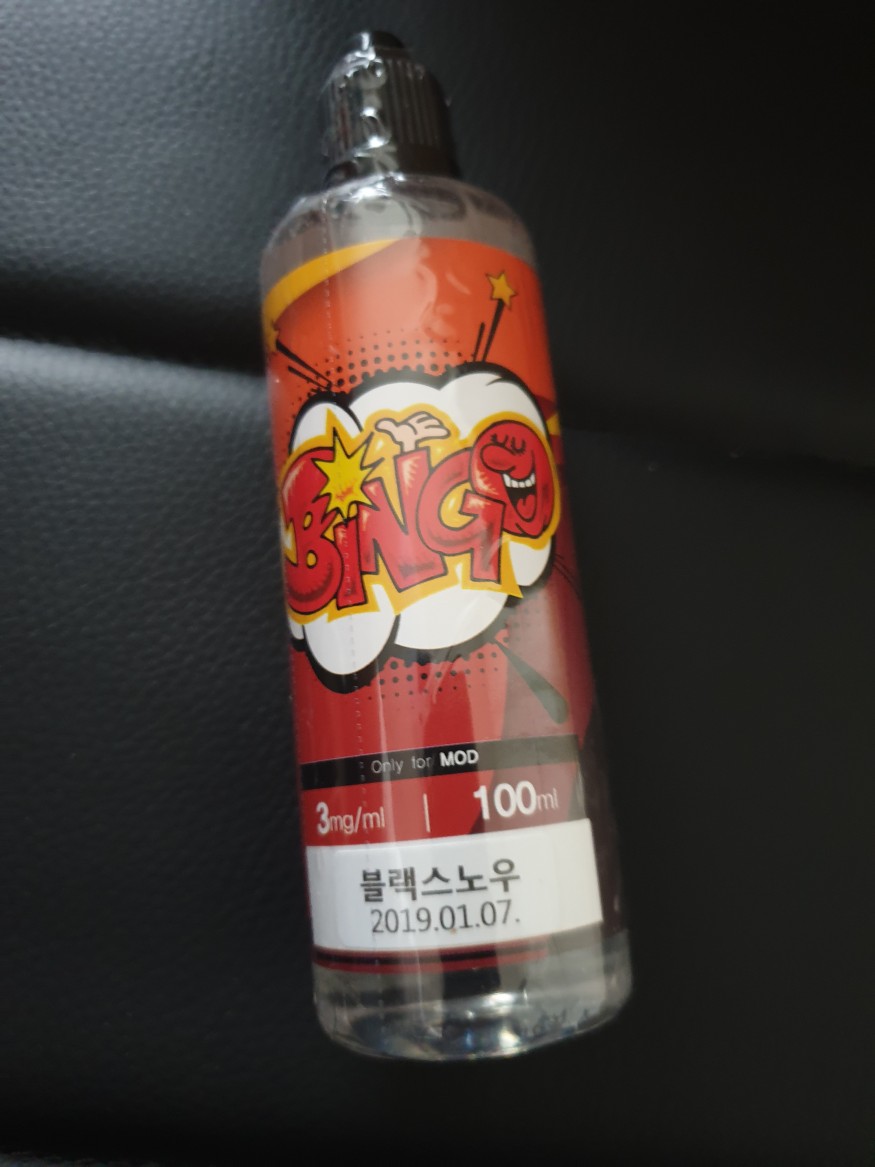 BiNGO
Only for MOD
3mg/ml | 100ml
블랙스노우
2019.01.07.